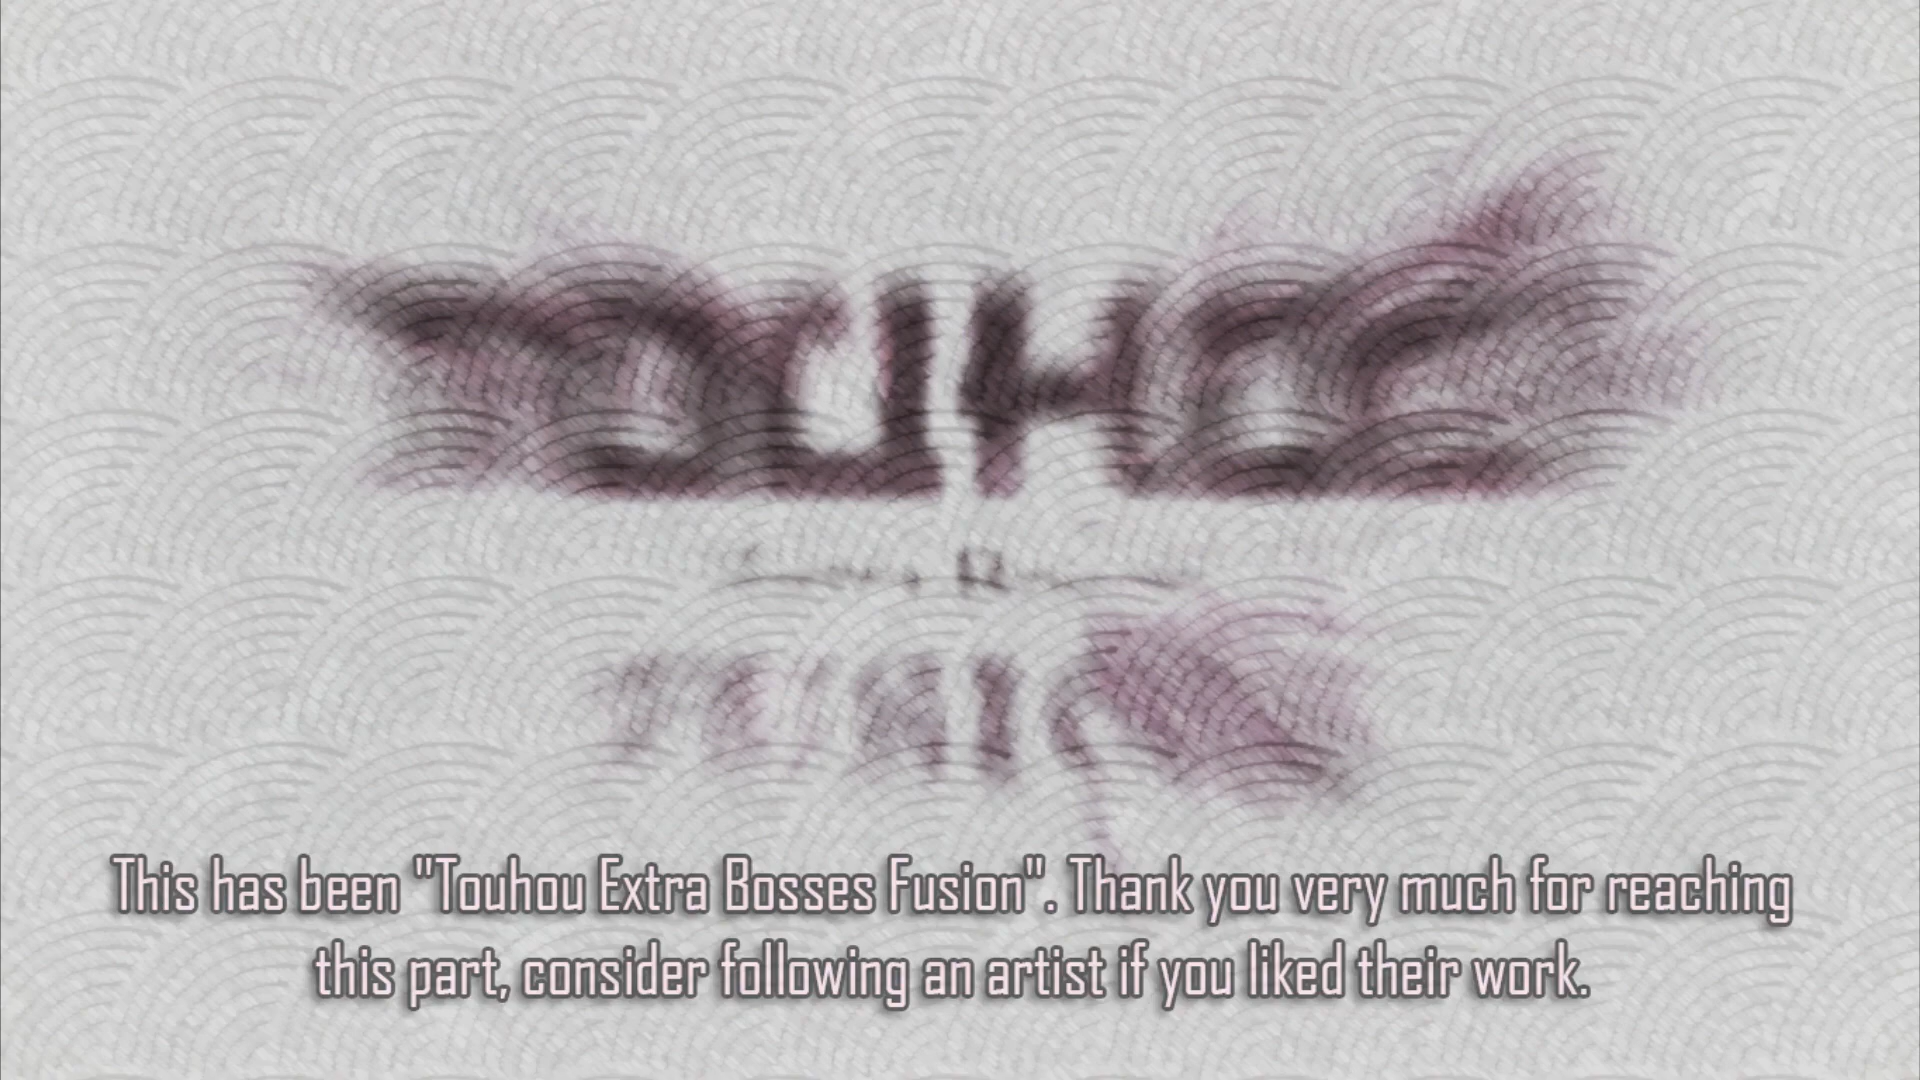 TOUHOU
This has been "Touhou Extra Bosses Fusion". Thank you very much for reaching
this part, consider following an artist if you liked their work.